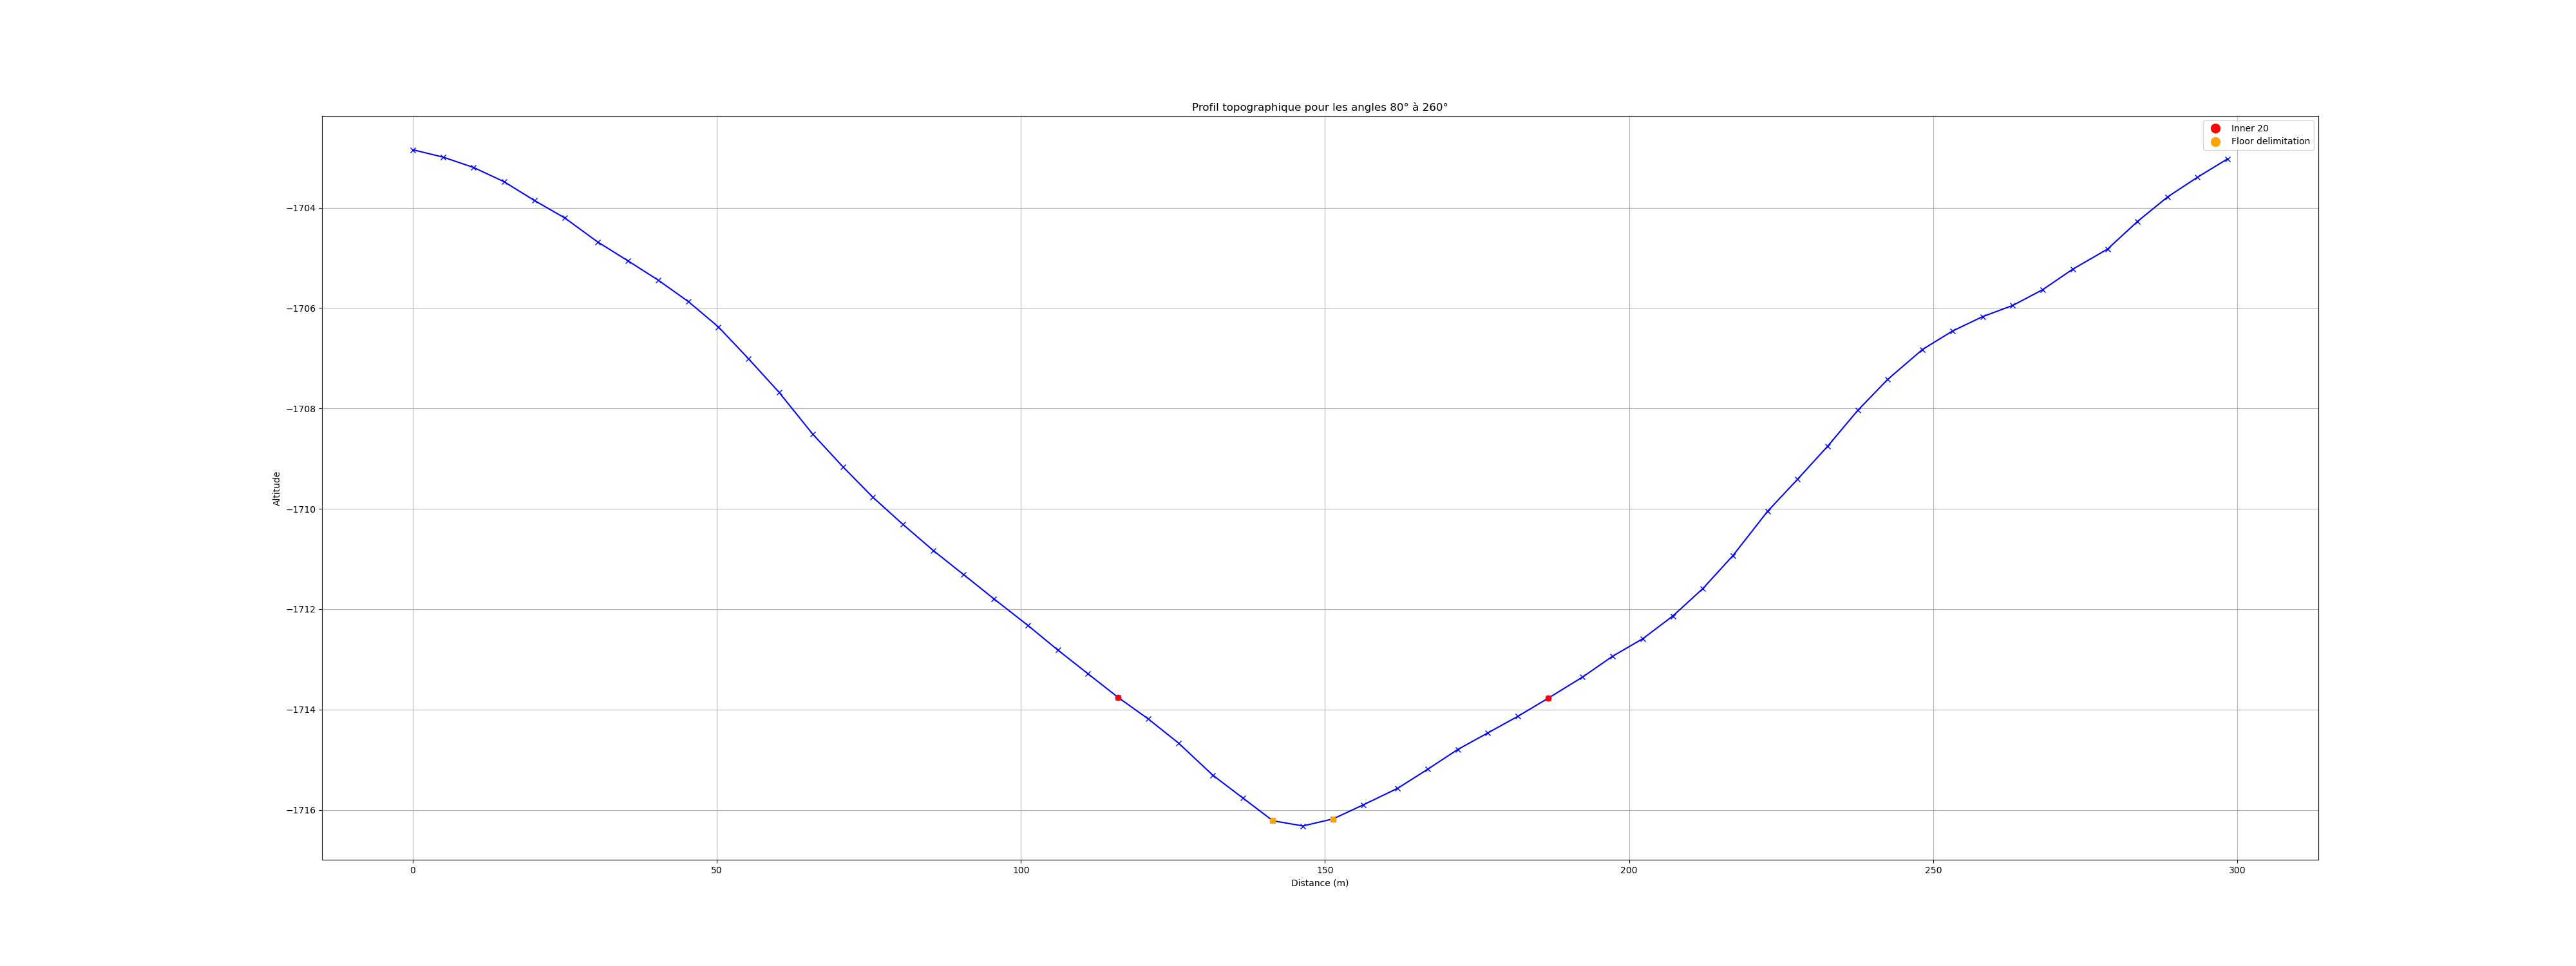 Profil topographique pour les angles 80° à 260°
Inner 20
Floor delimitation
−1704
−1706
−1708
−1710
−1712
−1714
−1716
Altitude
0 50 100 150 200 250 300
Distance (m)